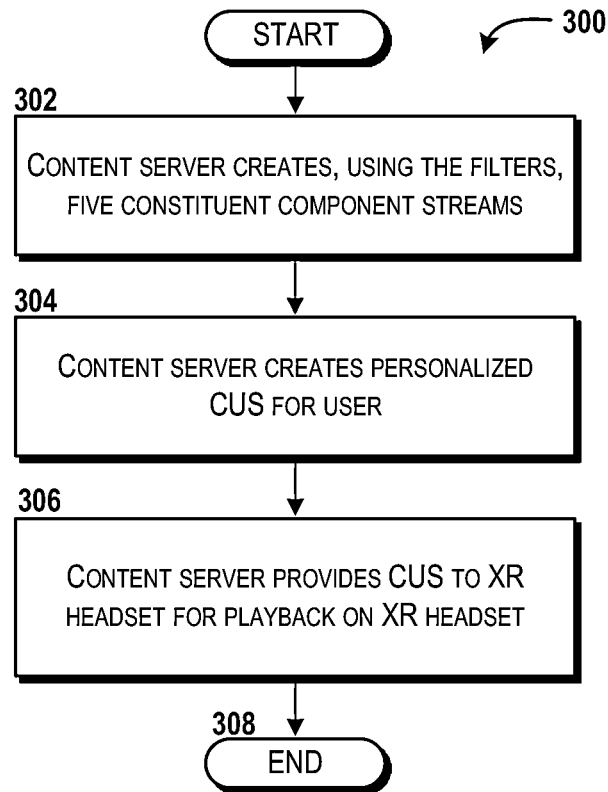 START
300
302
CONTENT SERVER CREATES, USING THE FILTERS,
FIVE CONSTITUENT COMPONENT STREAMS
304
CONTENT SERVER CREATES PERSONALIZED
CUS FOR USER
306
CONTENT SERVER PROVIDES CUS TO XR
HEADSET FOR PLAYBACK ON XR HEADSET
308
END